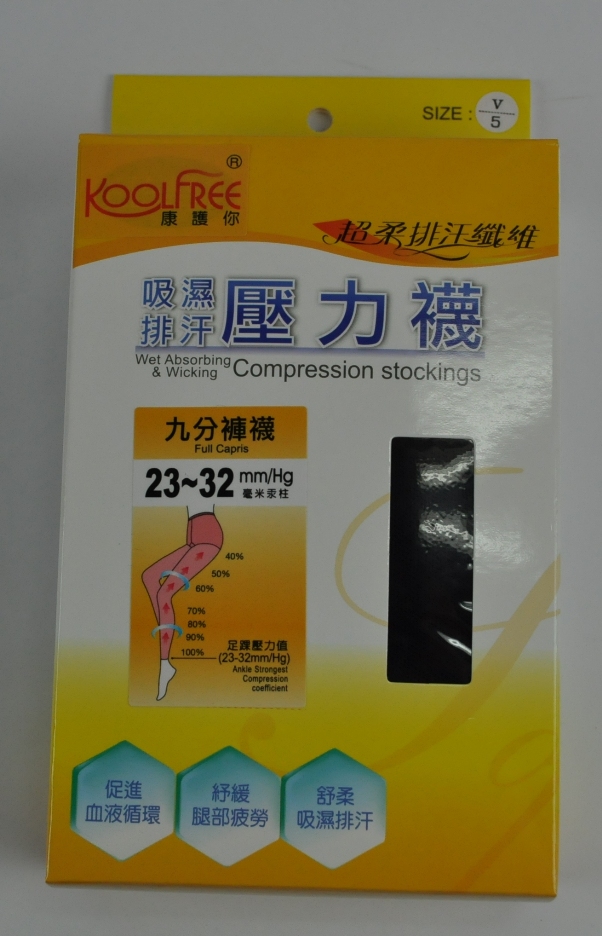 SIZE : V
5
KOOLFREE®
康護你
超柔排汗纖維
吸濕
排汗
壓力襪
Wet Absorbing
& Wicking
Compression stockings
九分褲襪
Full Capris
23~32 mm/Hg
毫米汞柱
40%
50%
60%
70%
80%
90%
100%
足踝壓力值
(23-32mm/Hg)
Ankle Strongest
Compression
coefficient
促進
血液循環
紓緩
腿部疲勞
舒柔
吸濕排汗